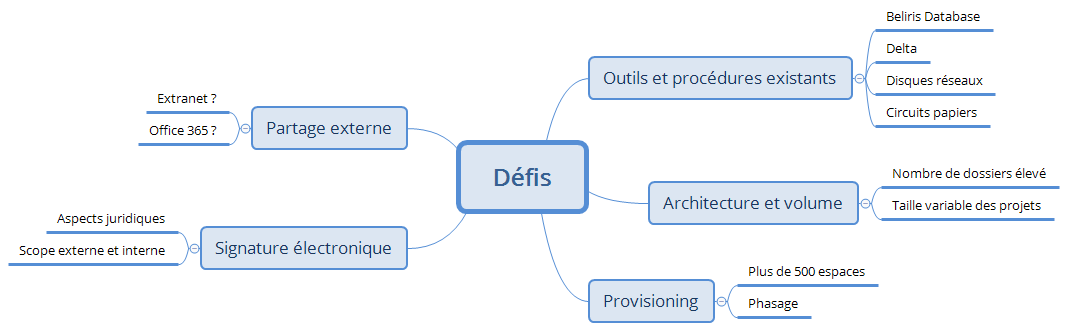 Défis
Outils et procédures existants
Beliris Database
Delta
Disques réseaux
Circuits papiers
Architecture et volume
Nombre de dossiers élevé
Taille variable des projets
Provisioning
Plus de 500 espaces
Phasage
Partage externe
Extranet ?
Office 365 ?
Signature électronique
Aspects juridiques
Scope externe et interne